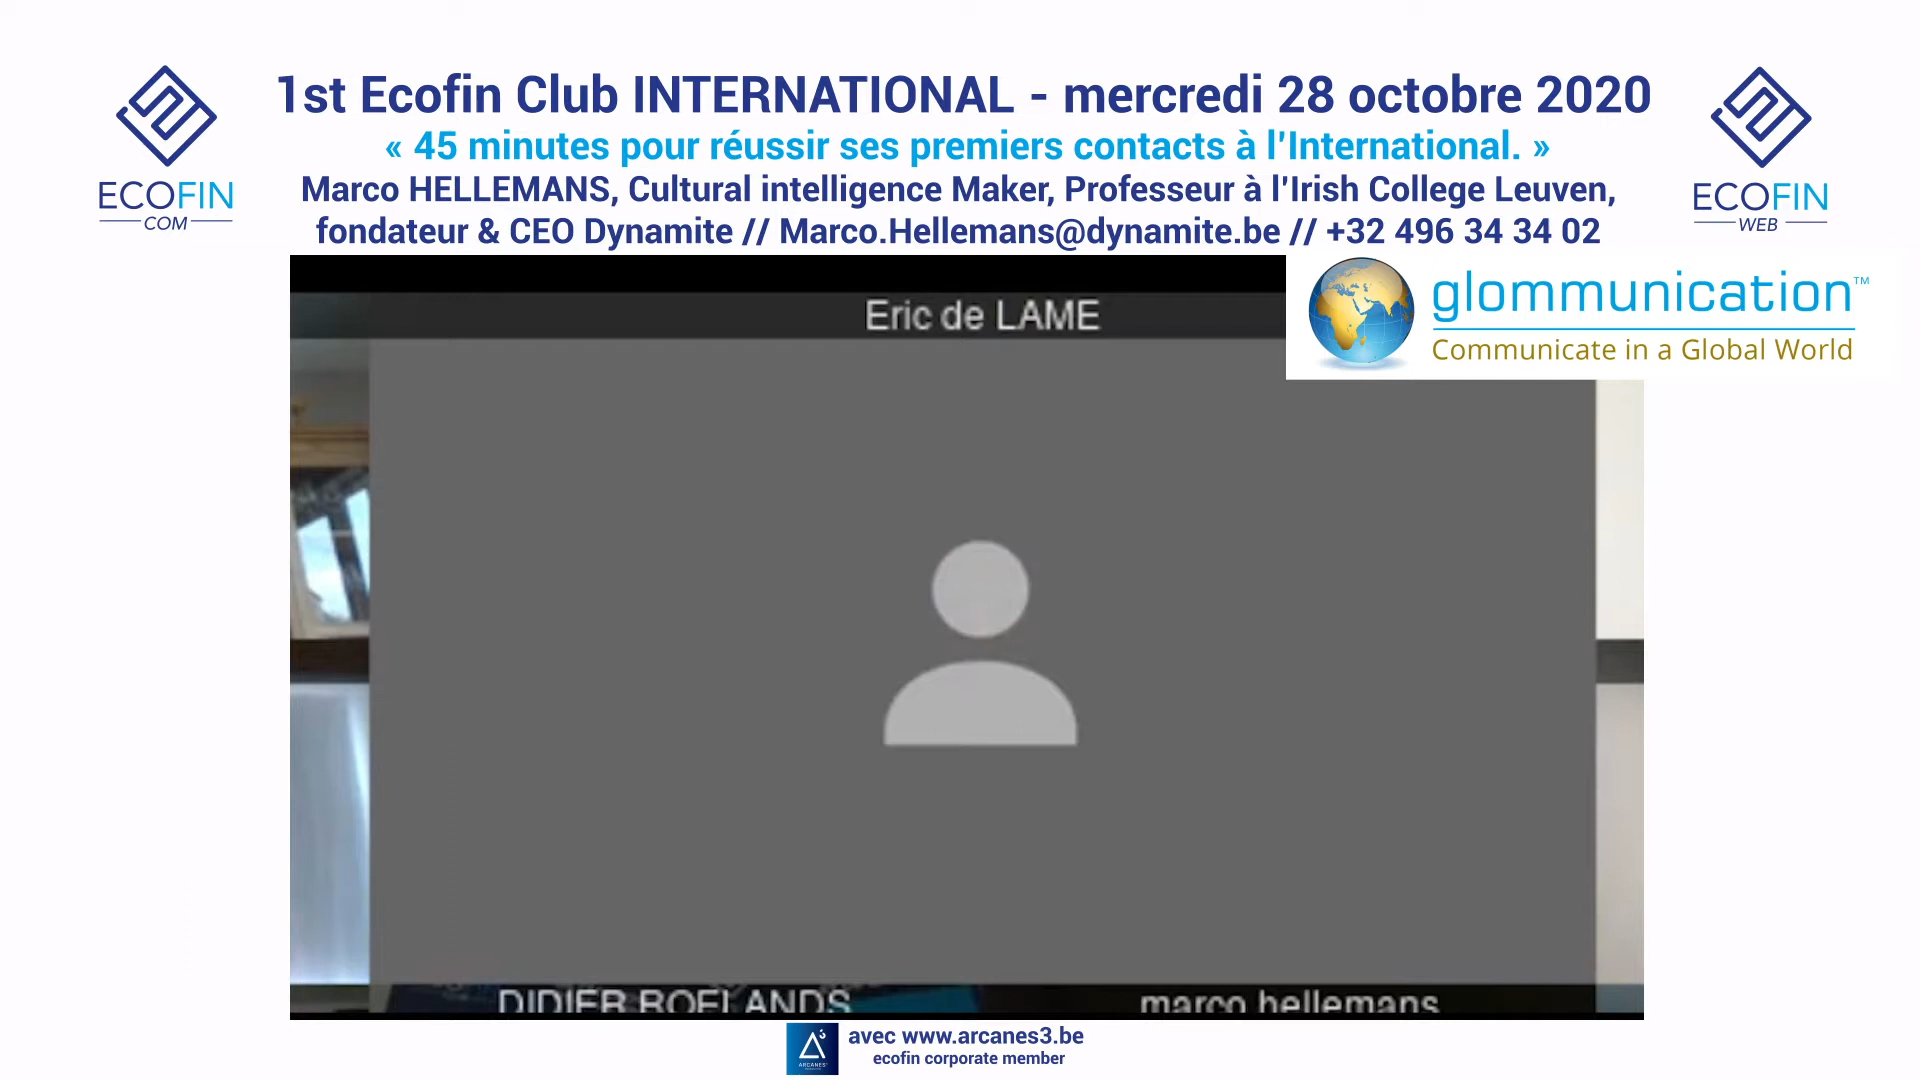 1st Ecofin Club INTERNATIONAL - mercredi 28 octobre 2020
« 45 minutes pour réussir ses premiers contacts à l'International. »
Marco HELLEMANS, Cultural intelligence Maker, Professeur à l'Irish College Leuven,
fondateur & CEO Dynamite // Marco.Hellemans@dynamite.be // +32 496 34 34 02
ECOFIN
COM
ECOFIN
WEB
glommunication™
Communicate in a Global World
Eric de LAME
DIDIER ROELANDS
marco hellemans
avec www.arcanes3.be
ecofin corporate member
ARCANES³